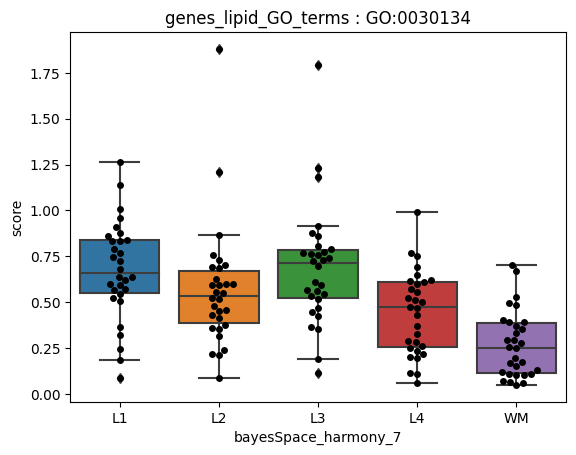 genes_lipid_GO_terms : GO:0030134
1.75
1.50
1.25
1.00
0.75
0.50
0.25
0.00
score
L1 L2 L3 L4 WM
bayesSpace_harmony_7